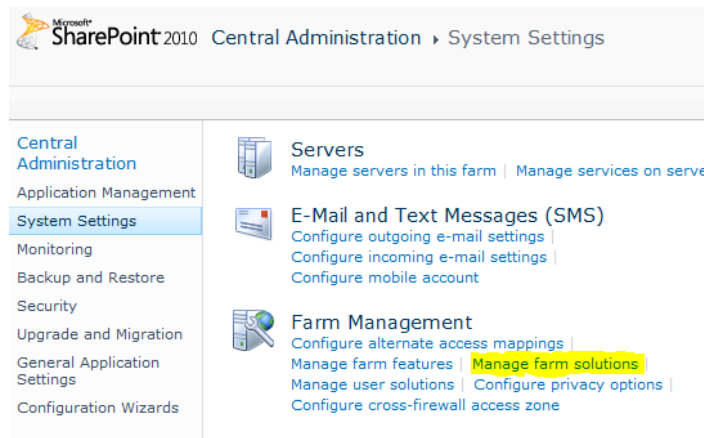 Microsoft®
SharePoint 2010 Central Administration ▸ System Settings
Central
Administration
Application Management
System Settings
Monitoring
Backup and Restore
Security
Upgrade and Migration
General Application
Settings
Configuration Wizards
Servers
Manage servers in this farm | Manage services on serve
E-Mail and Text Messages (SMS)
Configure outgoing e-mail settings |
Configure incoming e-mail settings |
Configure mobile account
Farm Management
Configure alternate access mappings |
Manage farm features | Manage farm solutions |
Manage user solutions | Configure privacy options |
Configure cross-firewall access zone